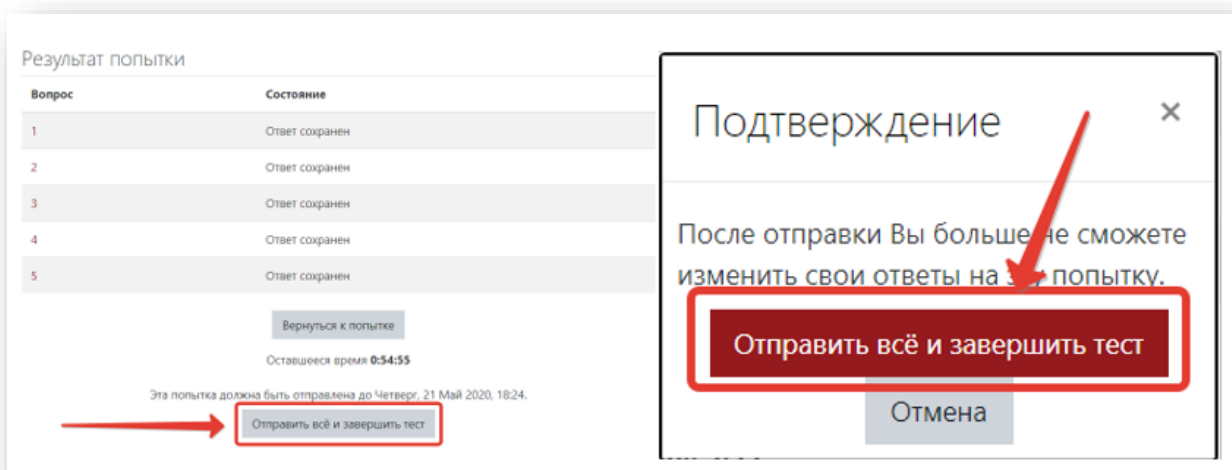 Результат попытки
Вопрос Состояние
1 Ответ сохранен
2 Ответ сохранен
3 Ответ сохранен
4 Ответ сохранен
5 Ответ сохранен
Вернуться к попытке
Оставшееся время 0:54:55
Эта попытка должна быть отправлена до Четверг, 21 Май 2020, 18:24.
Отправить всё и завершить тест
Подтверждение ×
После отправки Вы больше не сможете
изменить свои ответы на эту попытку.
Отправить всё и завершить тест
Отмена